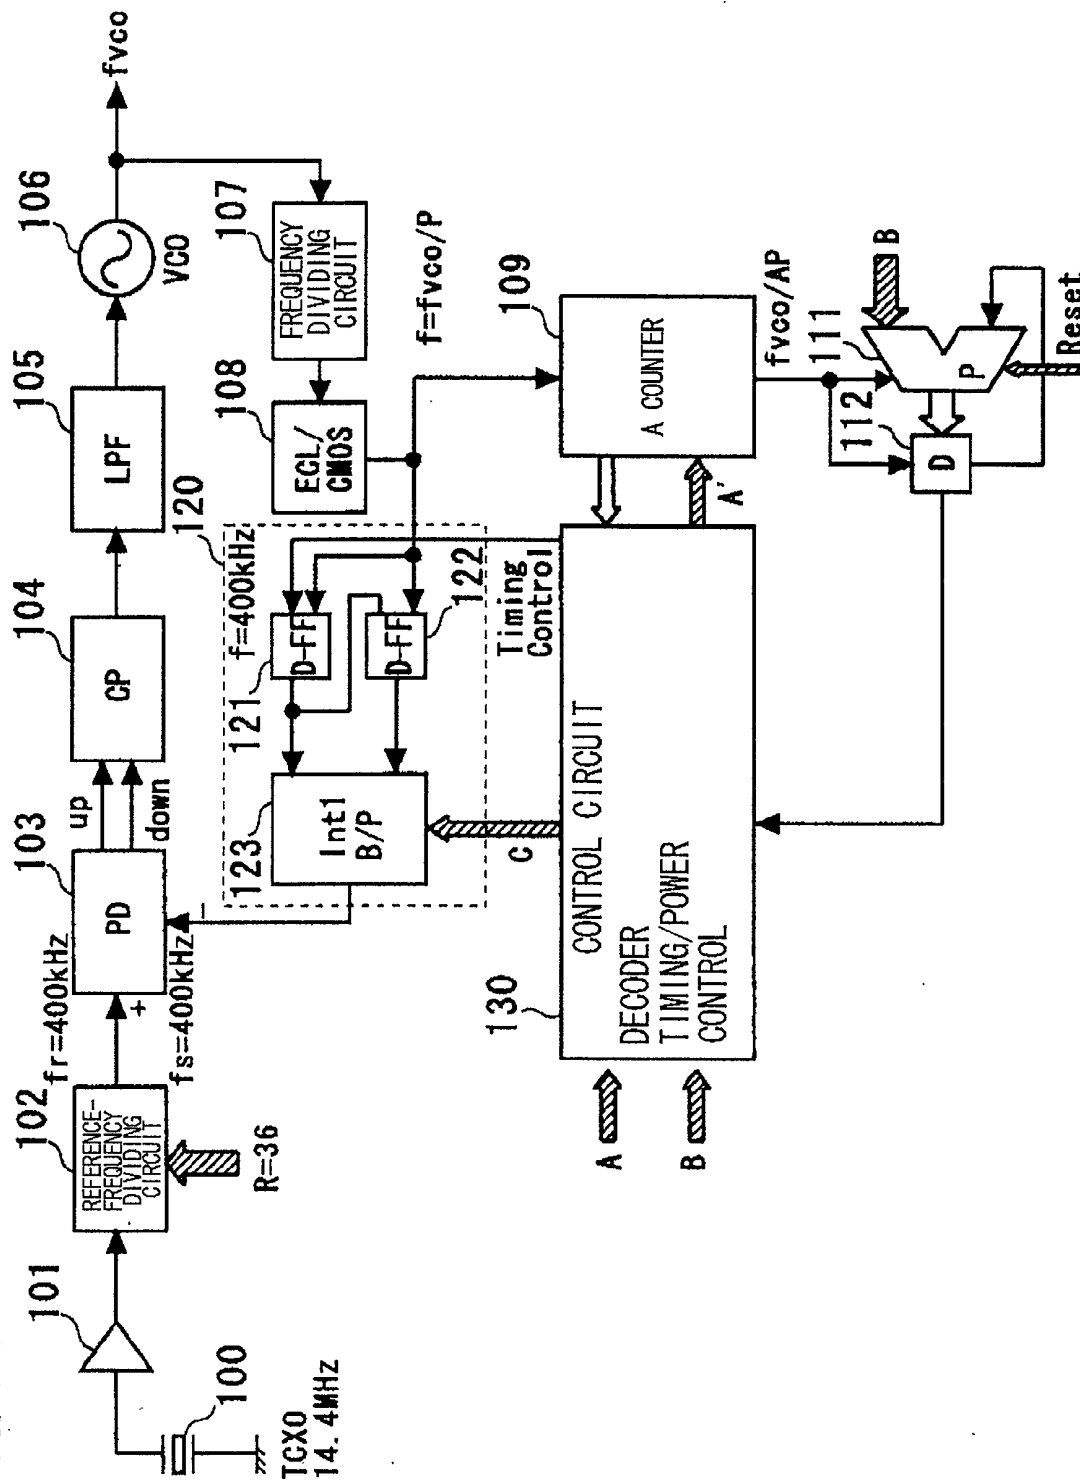 TCXO
14.4MHz
100
101
102
REFERENCE-
FREQUENCY
DIVIDING
CIRCUIT
R=36
fr=400kHz
+
fs=400kHz
103
PD
-
up
down
104
CP
105
LPF
106
VCO
fvco
107
FREQUENCY
DIVIDING
CIRCUIT
108
ECL/
CMOS
f=fvco/P
120
f=400kHz
121
D-FF
122
D-FF
123
Int1
B/P
C
Timing
Control
109
A COUNTER
A'
fvco/AP
130
CONTROL CIRCUIT
DECODER
TIMING/POWER
CONTROL
A
B
111
B
P
112
D
Reset